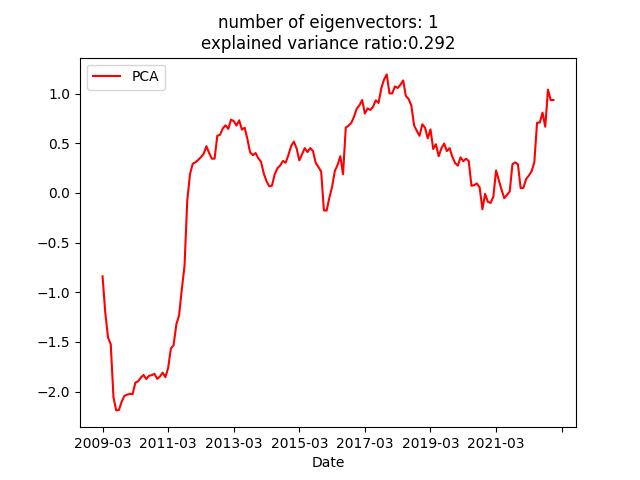 number of eigenvectors: 1
explained variance ratio:0.292
PCA
1.0
0.5
0.0
−0.5
−1.0
−1.5
−2.0
2009-03 2011-03 2013-03 2015-03 2017-03 2019-03 2021-03
Date